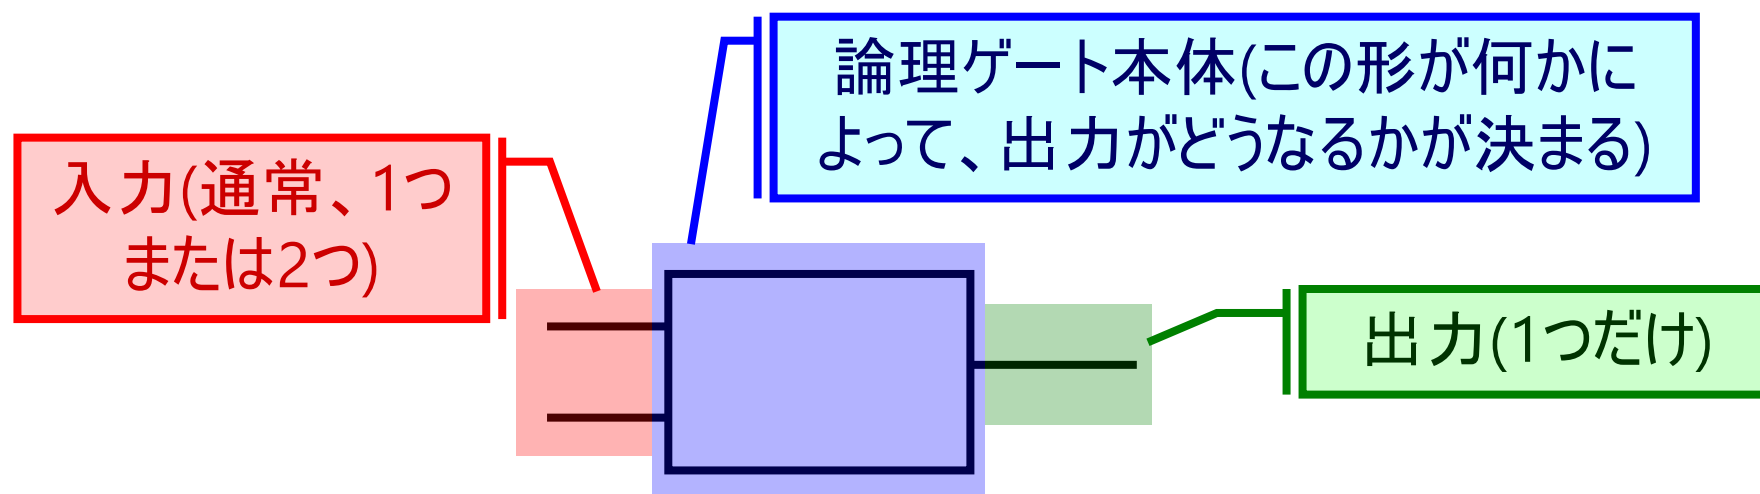 論理ゲート本体(この形が何かに
よって、出力がどうなるかが決まる)
入力(通常、1つ
または2つ)
出力(1つだけ)